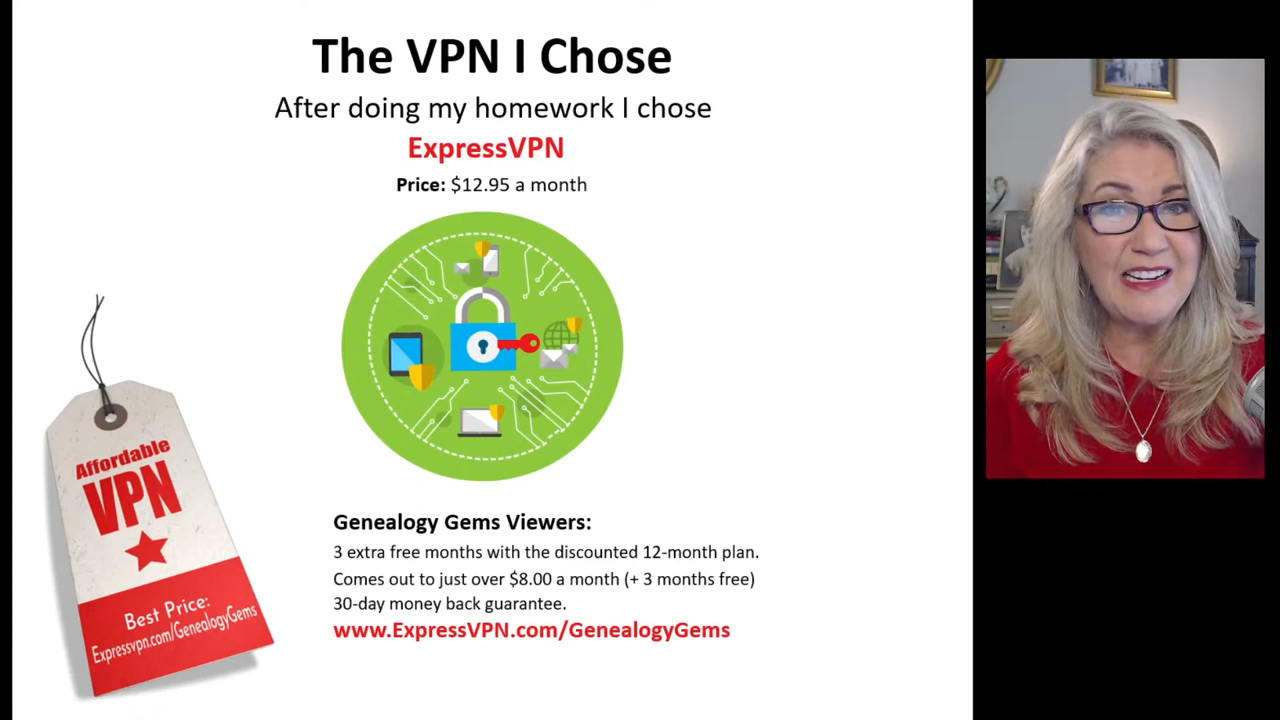 The VPN I Chose
After doing my homework I chose
ExpressVPN
Price: $12.95 a month
Affordable
VPN
Best Price:
Expressvpn.com/GenealogyGems
Genealogy Gems Viewers:
3 extra free months with the discounted 12-month plan.
Comes out to just over $8.00 a month (+ 3 months free)
30-day money back guarantee.
www.ExpressVPN.com/GenealogyGems